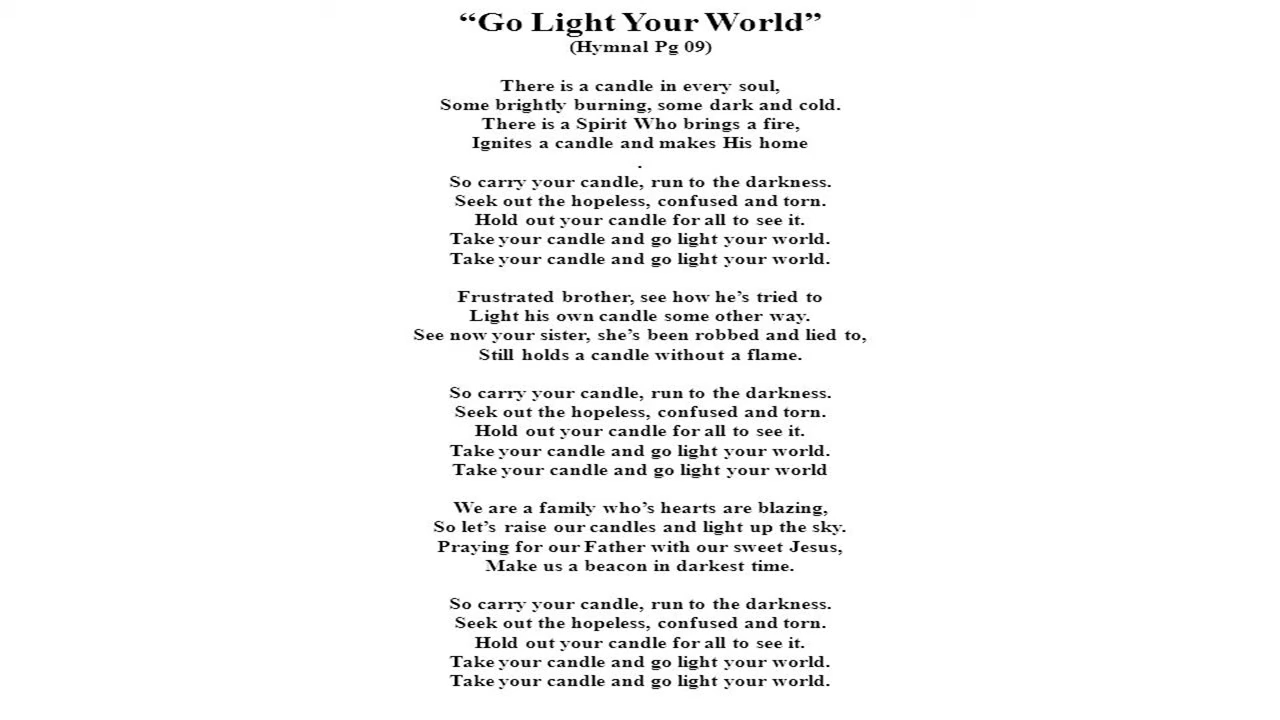 “Go Light Your World”
(Hymnal Pg 09)
There is a candle in every soul,
Some brightly burning, some dark and cold.
There is a Spirit Who brings a fire,
Ignites a candle and makes His home
.
So carry your candle, run to the darkness.
Seek out the hopeless, confused and torn.
Hold out your candle for all to see it.
Take your candle and go light your world.
Take your candle and go light your world.
Frustrated brother, see how he’s tried to
Light his own candle some other way.
See now your sister, she’s been robbed and lied to,
Still holds a candle without a flame.
So carry your candle, run to the darkness.
Seek out the hopeless, confused and torn.
Hold out your candle for all to see it.
Take your candle and go light your world.
Take your candle and go light your world
We are a family who’s hearts are blazing,
So let’s raise our candles and light up the sky.
Praying for our Father with our sweet Jesus,
Make us a beacon in darkest time.
So carry your candle, run to the darkness.
Seek out the hopeless, confused and torn.
Hold out your candle for all to see it.
Take your candle and go light your world.
Take your candle and go light your world.